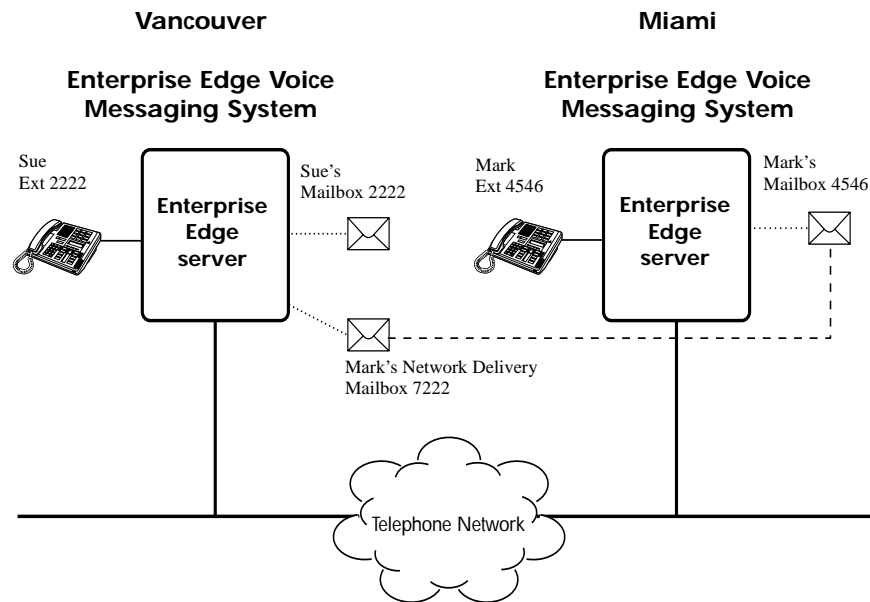 Vancouver
Enterprise Edge Voice
Messaging System
Sue
Ext 2222
Enterprise
Edge
server
Sue's
Mailbox 2222
Mark's Network Delivery
Mailbox 7222
Miami
Enterprise Edge Voice
Messaging System
Mark
Ext 4546
Enterprise
Edge
server
Mark's
Mailbox 4546
Telephone Network